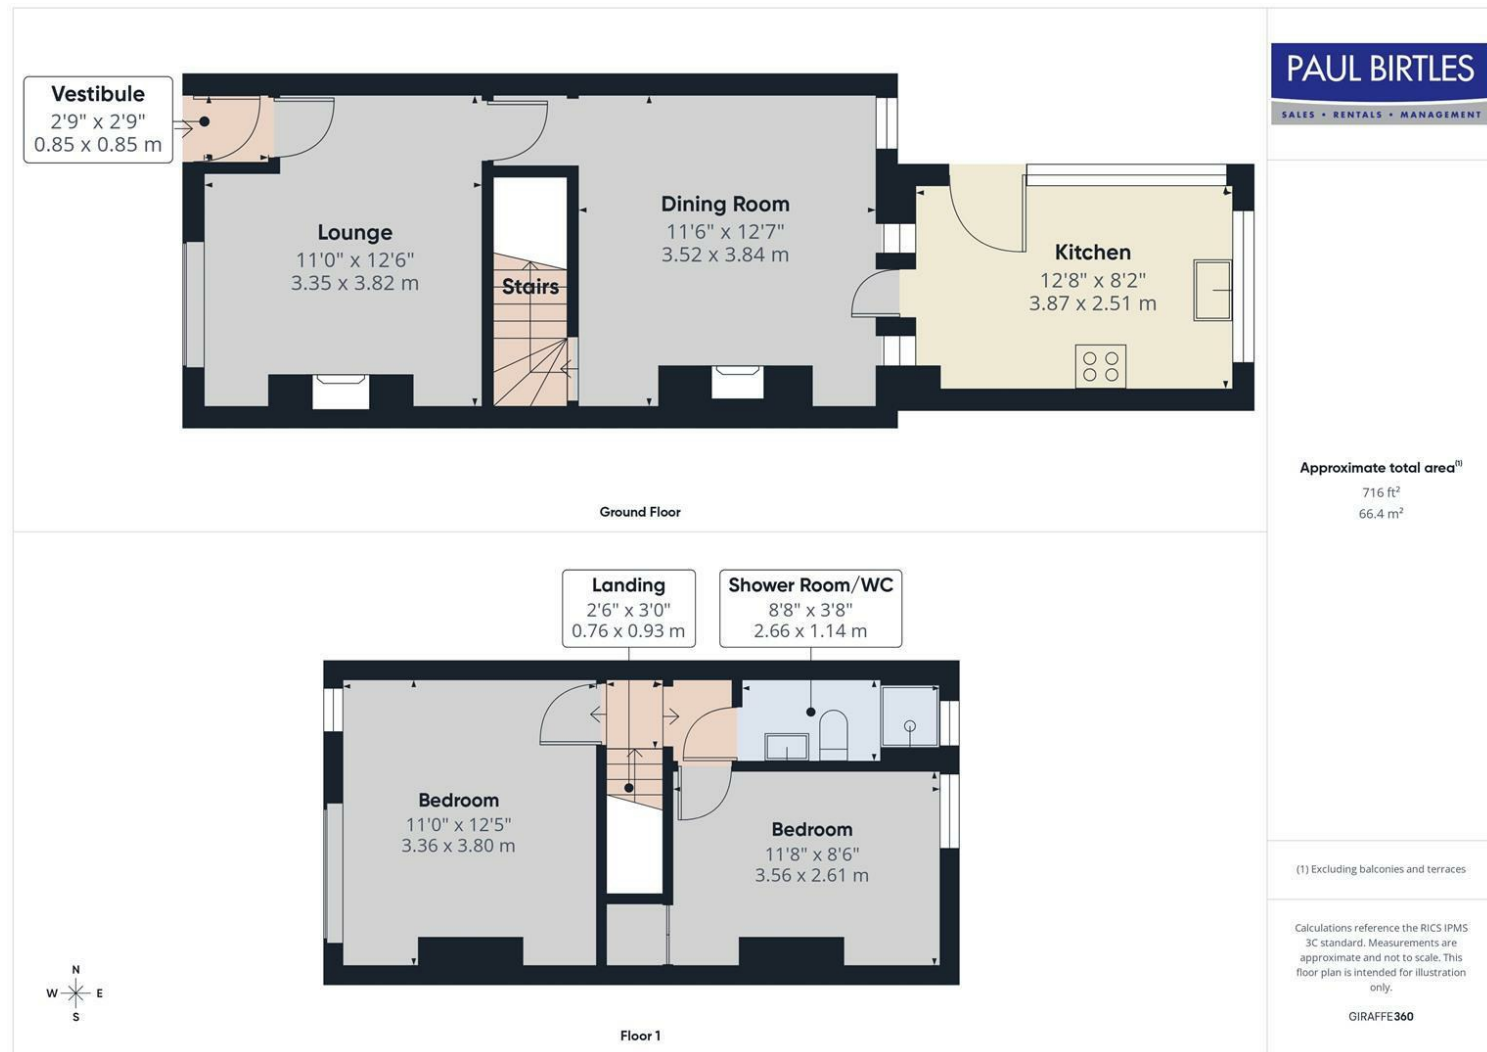 Vestibule
2'9" x 2'9"
0.85 x 0.85 m
Lounge
11'0" x 12'6"
3.35 x 3.82 m
Stairs
Dining Room
11'6" x 12'7"
3.52 x 3.84 m
Kitchen
12'8" x 8'2"
3.87 x 2.51 m
Ground Floor
Landing
2'6" x 3'0"
0.76 x 0.93 m
Shower Room/WC
8'8" x 3'8"
2.66 x 1.14 m
Bedroom
11'0" x 12'5"
3.36 x 3.80 m
Bedroom
11'8" x 8'6"
3.56 x 2.61 m
N
W E
S
Floor 1
PAUL BIRTLES
SALES • RENTALS • MANAGEMENT
Approximate total area(1)
716 ft²
66.4 m²
(1) Excluding balconies and terraces
Calculations reference the RICS IPMS
3C standard. Measurements are
approximate and not to scale. This
floor plan is intended for illustration
only.
GIRAFFE360